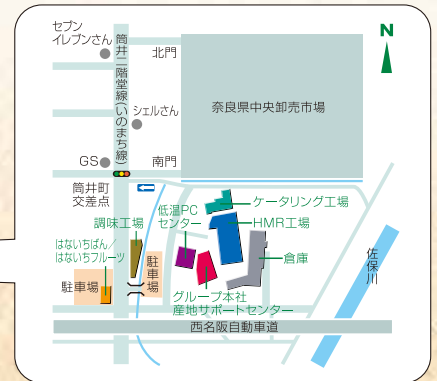 セブン
イレブンさん
筒井二階堂線(いのまち線)
北門
N
奈良県中央卸売市場
シェルさん
GS
南門
筒井町
交差点
調味工場
低温PC
センター
ケータリング工場
HMR工場
倉庫
はないちばん/
はないちフルーツ
駐車場
駐車場
グループ本社
産地サポートセンター
佐保川
西名阪自動車道